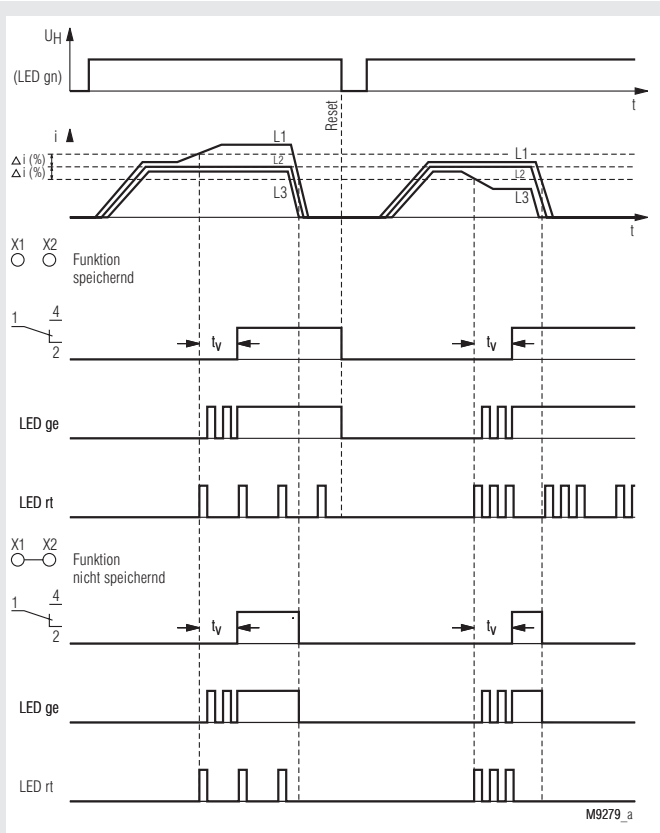 UH
(LED gn)
Reset
t
i
Δ i (%)
Δ i (%)
L1
L2
L3
L1
L2
L3
t
X1 X2
Funktion
speichernd
1 4
2
tv
tv
LED ge
LED rt
X1 X2
Funktion
nicht speichernd
1 4
2
tv
tv
LED ge
LED rt
M9279_a